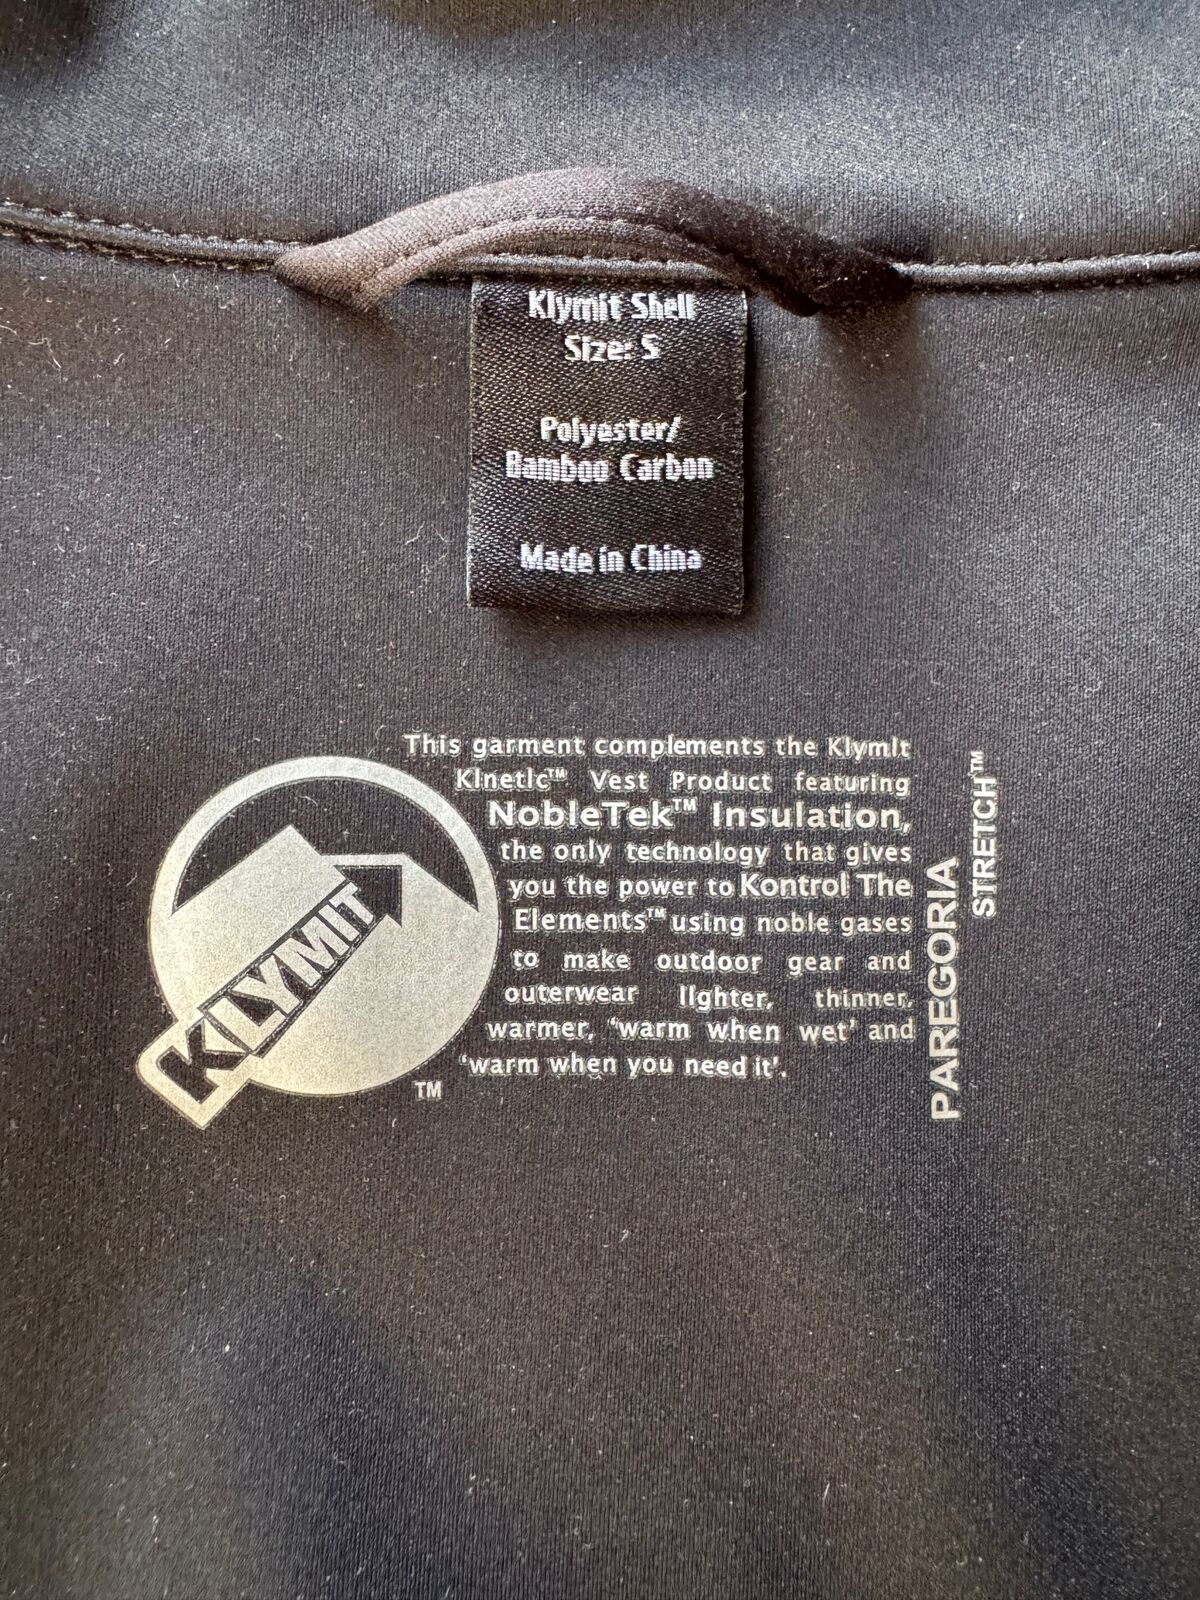 Klymit Shell
Size: S
Polyester/
Bamboo Carbon
Made in China
This garment complements the Klymit
Kinetic™ Vest Product featuring
NobleTek™ Insulation,
the only technology that gives
you the power to Kontrol The
Elements™ using noble gases
to make outdoor gear and
outerwear lighter, thinner,
warmer, 'warm when wet' and
'warm when you need it'.
KLYMIT
TM
PAREGORIA
STRETCH™